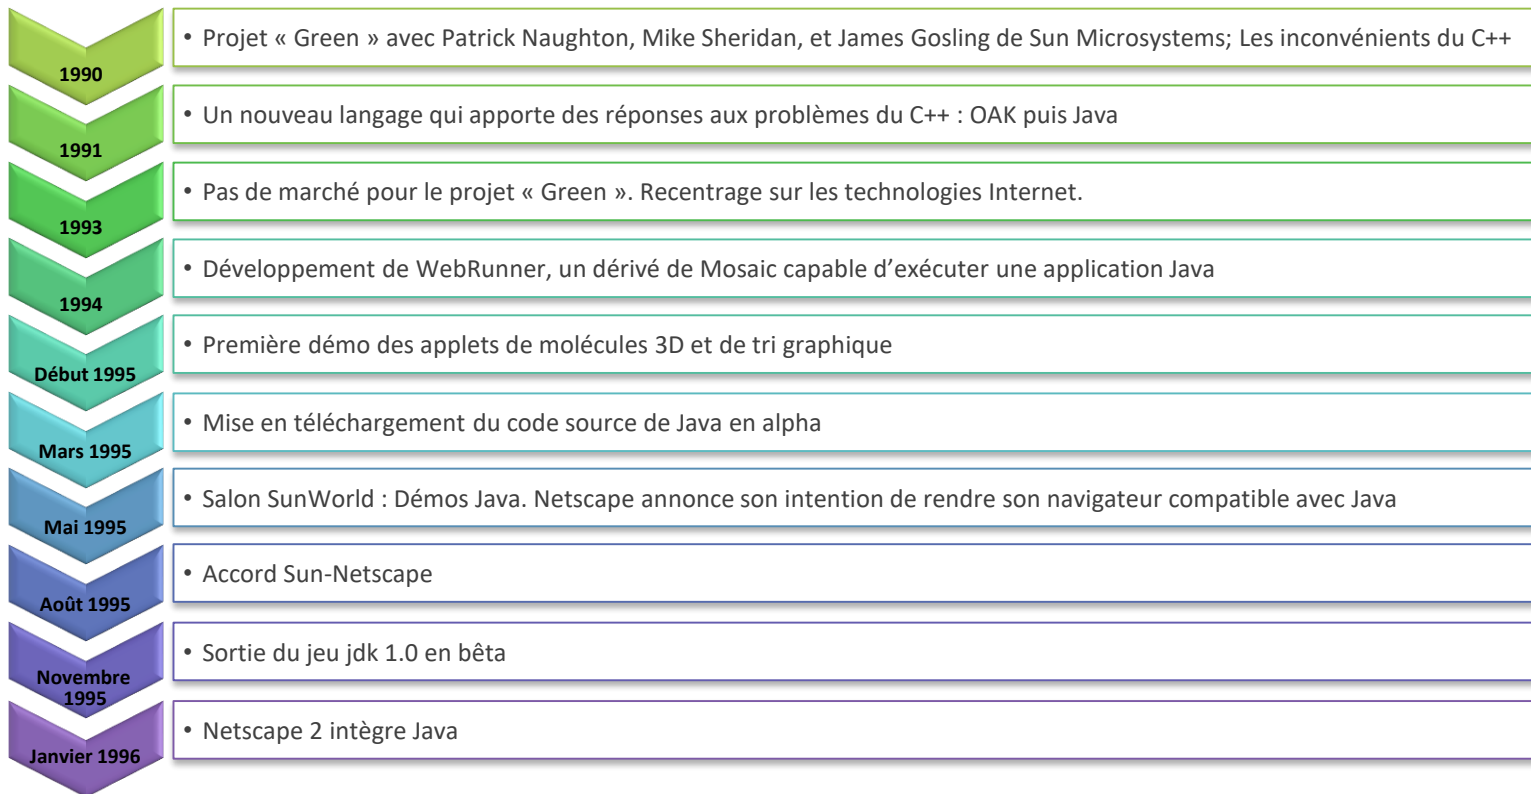 1990
• Projet « Green » avec Patrick Naughton, Mike Sheridan, et James Gosling de Sun Microsystems; Les inconvénients du C++
1991
• Un nouveau langage qui apporte des réponses aux problèmes du C++ : OAK puis Java
1993
• Pas de marché pour le projet « Green ». Recentrage sur les technologies Internet.
1994
• Développement de WebRunner, un dérivé de Mosaic capable d’exécuter une application Java
Début 1995
• Première démo des applets de molécules 3D et de tri graphique
Mars 1995
• Mise en téléchargement du code source de Java en alpha
Mai 1995
• Salon SunWorld : Démos Java. Netscape annonce son intention de rendre son navigateur compatible avec Java
Août 1995
• Accord Sun-Netscape
Novembre
1995
• Sortie du jeu jdk 1.0 en bêta
Janvier 1996
• Netscape 2 intègre Java